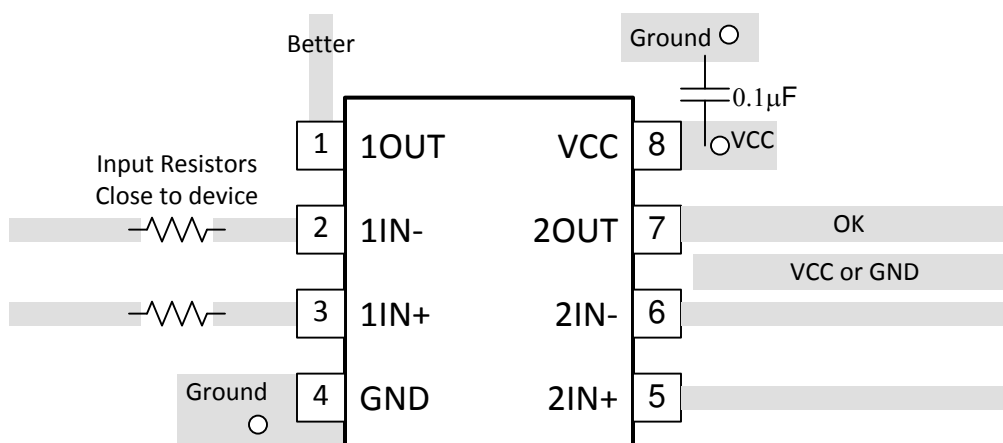 Better
Ground
0.1μF
1
1OUT
VCC
8
VCC
Input Resistors
Close to device
2
1IN-
2OUT
7
OK
VCC or GND
3
1IN+
2IN-
6
Ground
4
GND
2IN+
5